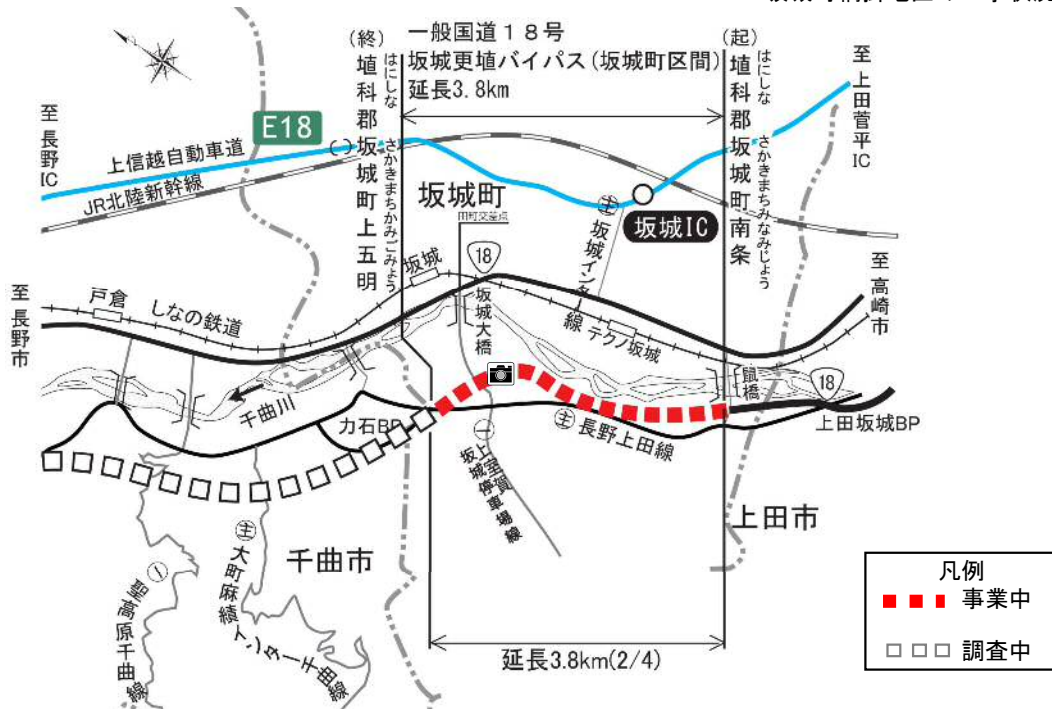 (終)
一般国道18号
坂城更埴バイパス(坂城町区間)
延長3.8km
(起)
はにしな さかきまちかみごみょう
埴科郡坂城町上五明
はにしな さかきまちみなみじょう
埴科郡坂城町南条
至上田菅平IC
至長野IC
E18
上信越自動車道
JR北陸新幹線
坂城町
田町交差点
主 坂城インター線
坂城IC
至高崎市
至長野市
戸倉
しなの鉄道
坂城
18
坂城大橋
テクノ坂城
鼠橋
18
千曲川
力石BP
主 長野上田線
上田坂城BP
一
坂城停車場線
上室賀
上田市
千曲市
主 大町麻績インター千曲線
一 聖高原千曲線
延長3.8km(2/4)
凡例
事業中
調査中